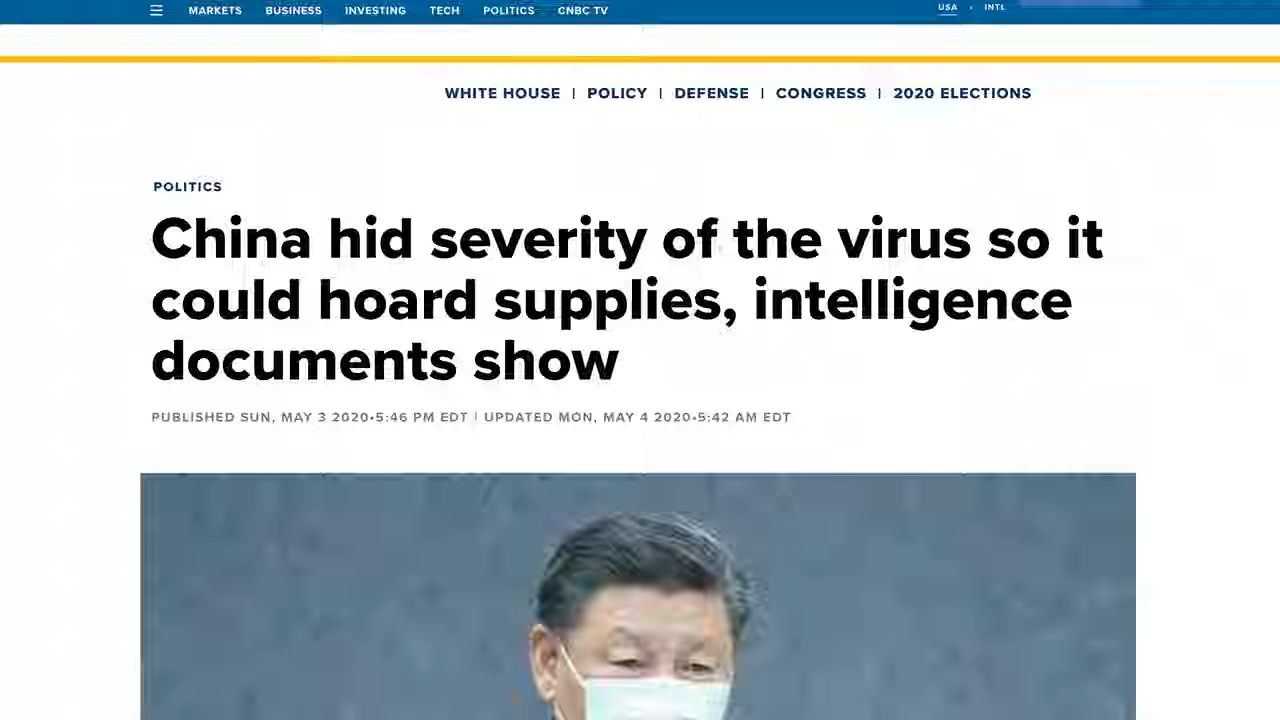 MARKETS BUSINESS INVESTING TECH POLITICS CNBC TV USA • INTL
WHITE HOUSE | POLICY | DEFENSE | CONGRESS | 2020 ELECTIONS
POLITICS
China hid severity of the virus so it
could hoard supplies, intelligence
documents show
PUBLISHED SUN, MAY 3 2020•5:46 PM EDT | UPDATED MON, MAY 4 2020•5:42 AM EDT